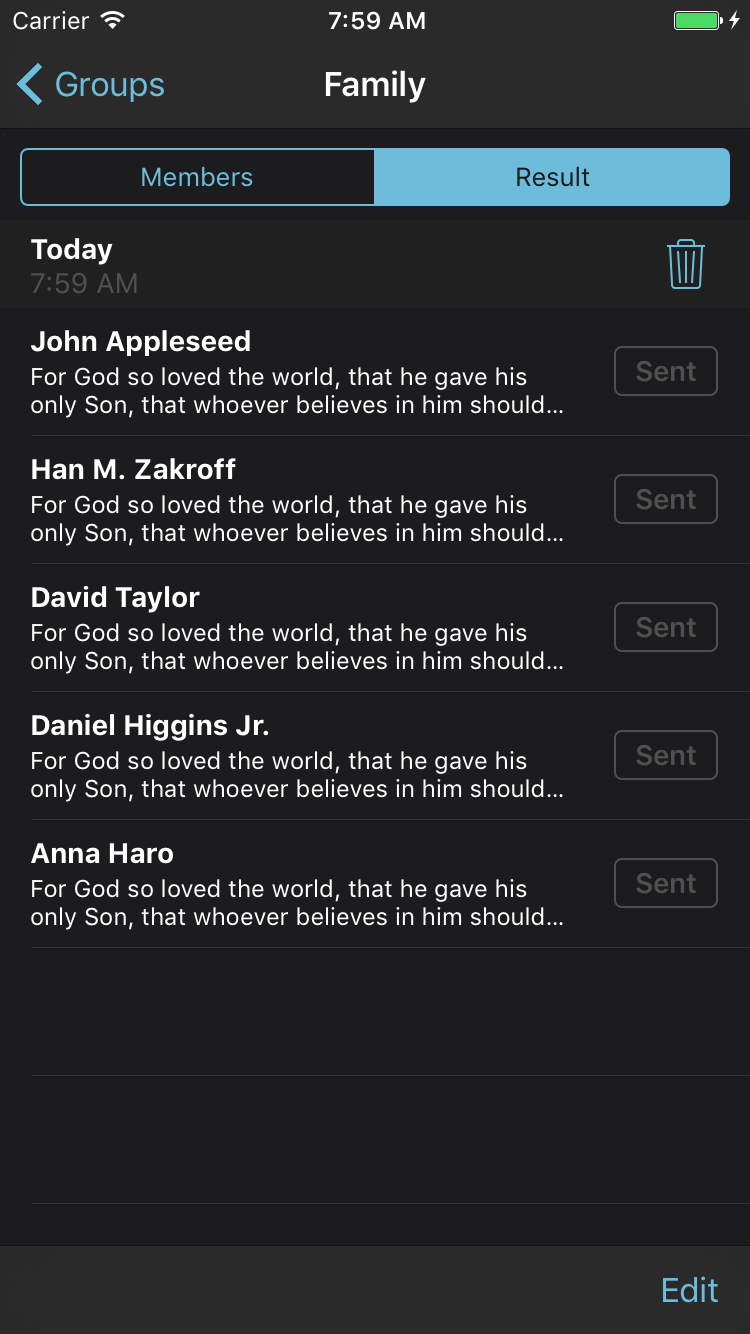 Carrier 7:59 AM
Groups Family
Members Result
Today
7:59 AM
John Appleseed
For God so loved the world, that he gave his
only Son, that whoever believes in him should...
Sent
Han M. Zakroff
For God so loved the world, that he gave his
only Son, that whoever believes in him should...
Sent
David Taylor
For God so loved the world, that he gave his
only Son, that whoever believes in him should...
Sent
Daniel Higgins Jr.
For God so loved the world, that he gave his
only Son, that whoever believes in him should...
Sent
Anna Haro
For God so loved the world, that he gave his
only Son, that whoever believes in him should...
Sent
Edit